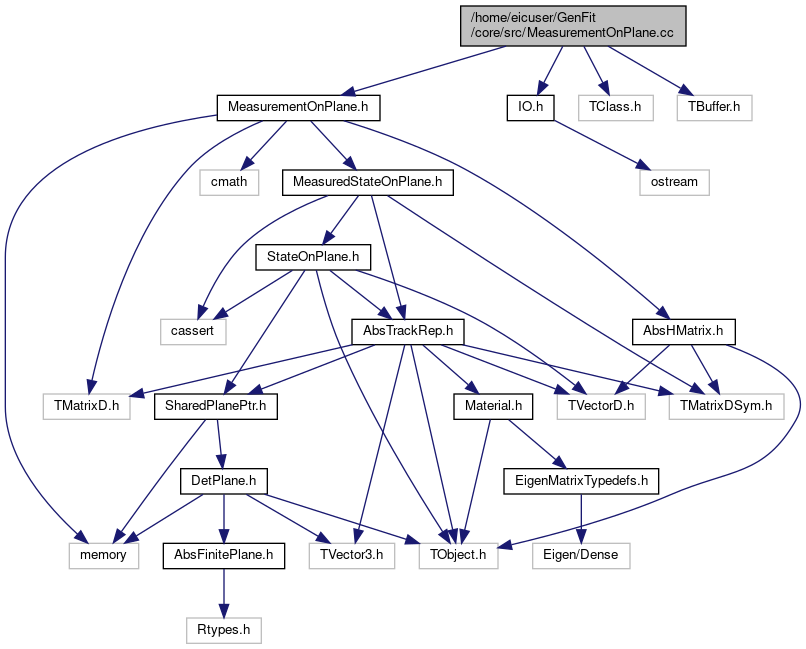 /home/eicuser/GenFit
/core/src/MeasurementOnPlane.cc
MeasurementOnPlane.h
IO.h
TClass.h
TBuffer.h
cmath
MeasuredStateOnPlane.h
ostream
StateOnPlane.h
cassert
AbsTrackRep.h
AbsHMatrix.h
TMatrixD.h
SharedPlanePtr.h
Material.h
TVectorD.h
TMatrixDSym.h
DetPlane.h
EigenMatrixTypedefs.h
memory
AbsFinitePlane.h
TVector3.h
TObject.h
Eigen/Dense
Rtypes.h